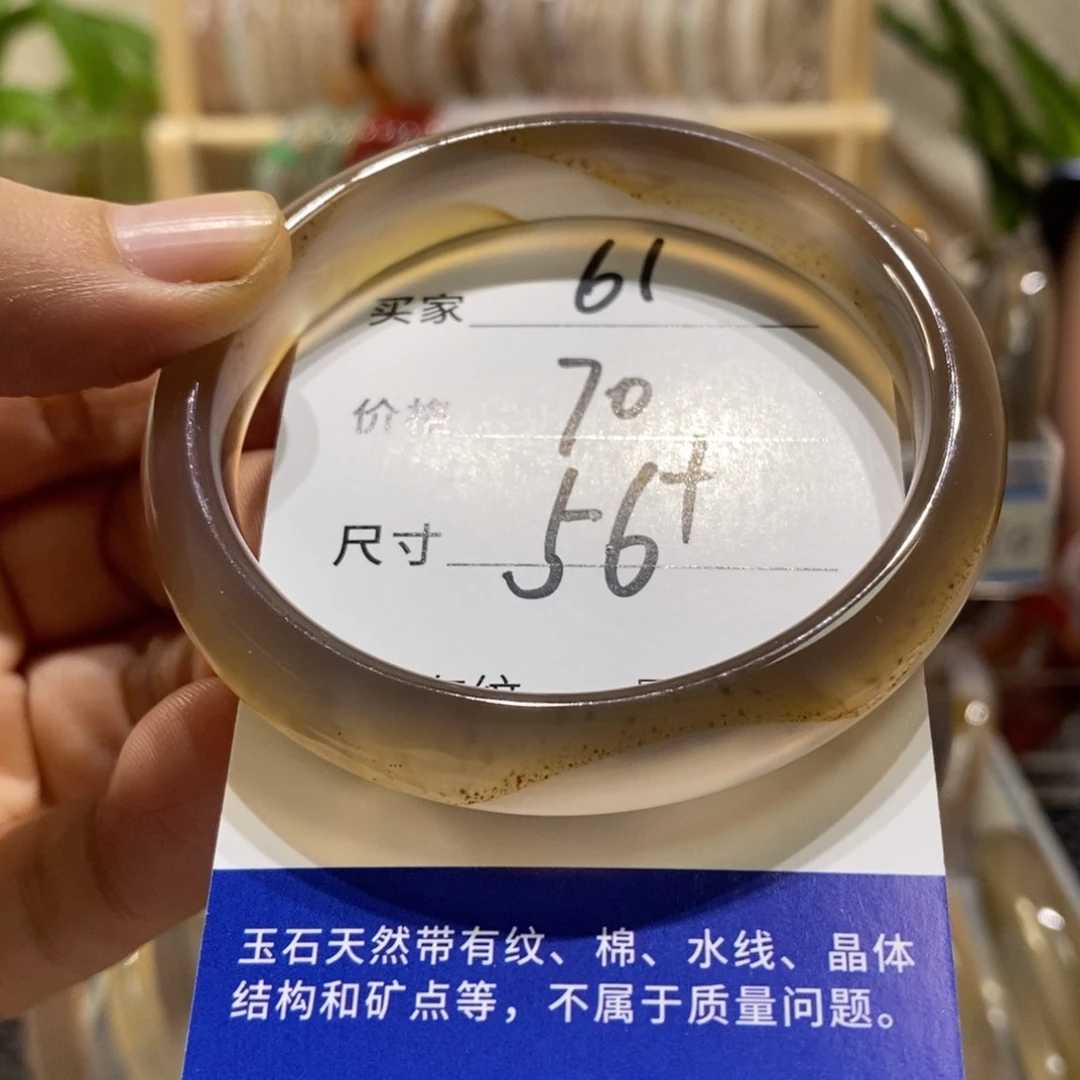 买家 61
价格 70
尺寸 56+
玉石天然带有纹、棉、水线、晶体
结构和矿点等，不属于质量问题。